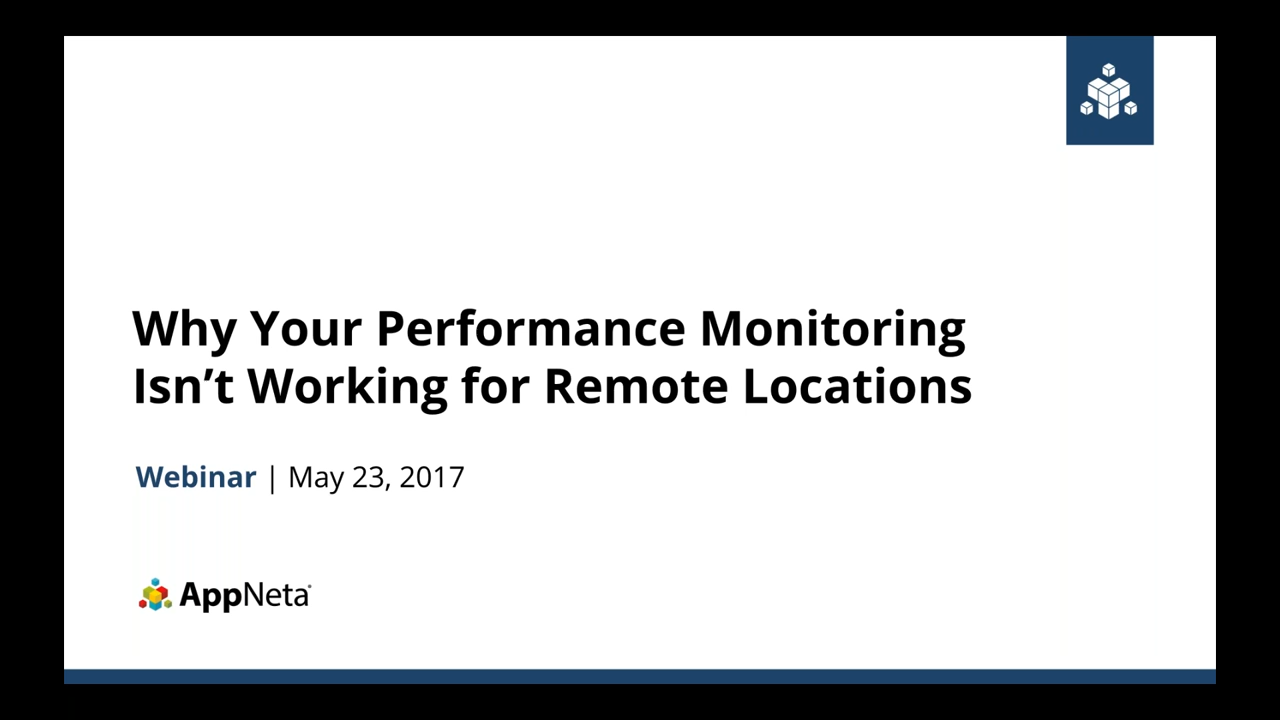 Why Your Performance Monitoring
Isn’t Working for Remote Locations
Webinar | May 23, 2017
AppNeta